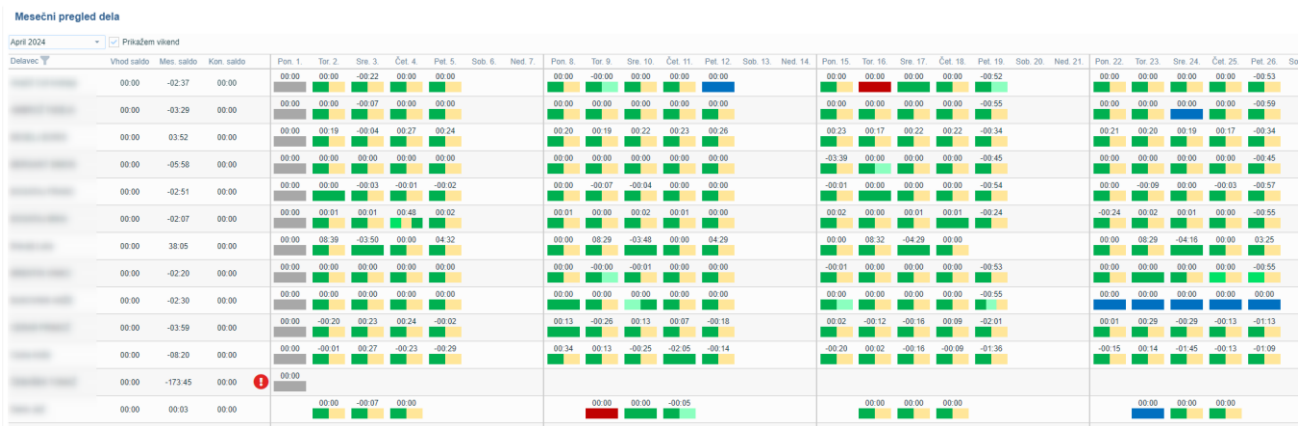 Mesečni pregled dela
April 2024 Prikažem vikend
Delavec Vhod saldo Mes. saldo Kon. saldo Pon. 1. Tor. 2. Sre. 3. Čet. 4. Pet. 5. Sob. 6. Ned. 7. Pon. 8. Tor. 9. Sre. 10. Čet. 11. Pet. 12. Sob. 13. Ned. 14. Pon. 15. Tor. 16. Sre. 17. Čet. 18. Pet. 19. Sob. 20. Ned. 21. Pon. 22. Tor. 23. Sre. 24. Čet. 25. Pet. 26. So
00:00 -02:37 00:00 00:00 00:00 -00:22 00:00 00:00 00:00 -00:00 00:00 00:00 00:00 00:00 00:00 00:00 00:00 -00:52 00:00 00:00 00:00 00:00 -00:53
00:00 -03:29 00:00 00:00 00:00 -00:07 00:00 00:00 00:00 00:00 00:00 00:00 00:00 00:00 00:00 00:00 00:00 -00:55 00:00 00:00 00:00 00:00 -00:59
00:00 03:52 00:00 00:00 00:19 -00:04 00:27 00:24 00:20 00:19 00:22 00:23 00:26 00:23 00:17 00:22 00:22 -00:34 00:21 00:20 00:19 00:17 -00:34
00:00 -05:58 00:00 00:00 00:00 00:00 00:00 00:00 00:00 00:00 00:00 00:00 00:00 -03:39 00:00 00:00 00:00 -00:45 00:00 00:00 00:00 00:00 -00:45
00:00 -02:51 00:00 00:00 00:00 -00:03 -00:01 -00:02 00:00 -00:07 -00:04 00:00 00:00 -00:01 00:00 00:00 00:00 -00:54 00:00 -00:09 00:00 -00:03 -00:57
00:00 -02:07 00:00 00:00 00:01 00:01 00:48 00:02 00:01 00:00 00:02 00:01 00:00 00:02 00:00 00:01 00:01 -00:24 -00:24 00:02 00:01 00:00 -00:55
00:00 38:05 00:00 00:00 08:39 -03:50 00:00 04:32 00:00 08:29 -03:48 00:00 04:29 00:00 08:32 -04:29 00:00 00:00 08:29 -04:16 00:00 03:25
00:00 -02:20 00:00 00:00 00:00 00:00 00:00 00:00 00:00 -00:00 -00:01 00:00 00:00 -00:01 00:00 00:00 00:00 -00:53 00:00 00:00 00:00 00:00 -00:55
00:00 -02:30 00:00 00:00 00:00 00:00 00:00 00:00 00:00 00:00 00:00 00:00 00:00 00:00 00:00 00:00 00:00 -00:55 00:00 00:00 00:00 00:00 00:00
00:00 -03:59 00:00 00:00 -00:20 00:23 00:24 -00:02 00:13 -00:26 00:13 00:07 -00:18 00:02 -00:12 -00:16 00:09 -02:01 00:01 00:29 -00:29 -00:13 -01:13
00:00 -08:20 00:00 00:00 -00:01 00:27 -00:23 -00:29 00:34 00:13 -00:25 -02:05 -00:14 -00:20 00:02 -00:16 -00:09 -01:36 -00:15 00:14 -01:45 -00:13 -01:09
00:00 -173:45 00:00 ! 00:00
00:00 00:03 00:00 00:00 -00:07 00:00 00:00 00:00 -00:05 00:00 00:00 00:00 00:00 00:00 00:00